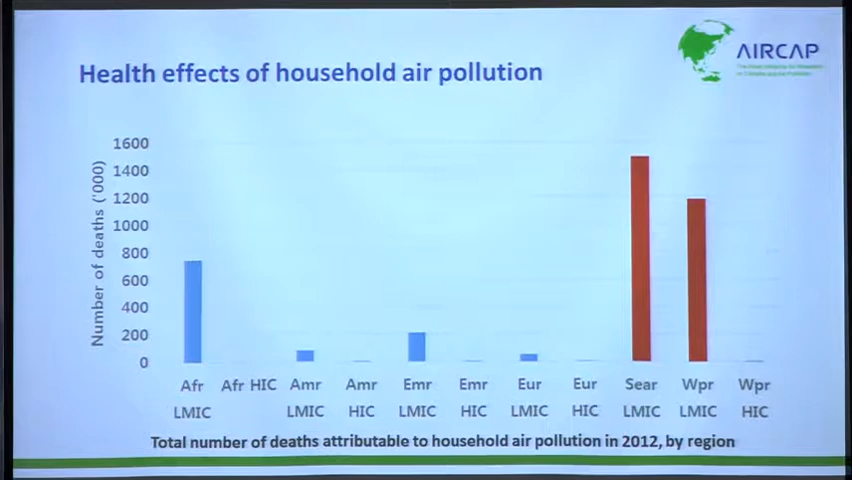 AIRCAP
Health effects of household air pollution
Number of deaths ('000)
1600
1400
1200
1000
800
600
400
200
0
Afr LMIC
Afr HIC
Amr LMIC
Amr HIC
Emr LMIC
Emr HIC
Eur LMIC
Eur HIC
Sear LMIC
Wpr LMIC
Wpr HIC
Total number of deaths attributable to household air pollution in 2012, by region